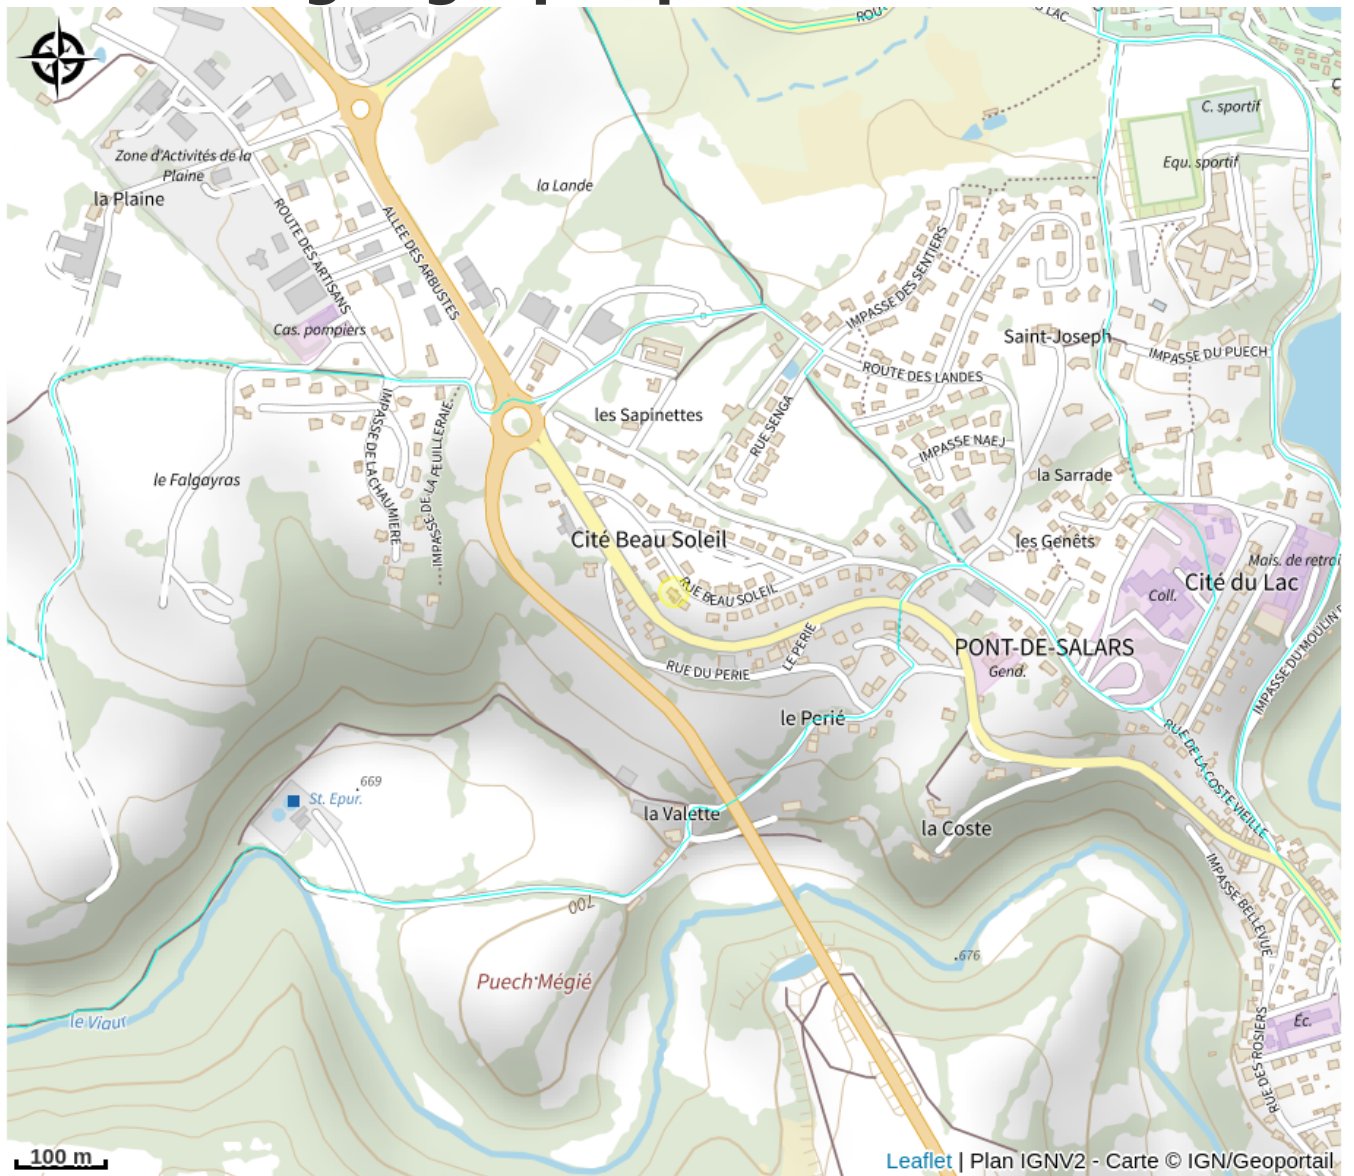 ROU
U LAC
C. sportif
Equ. sportif
Zone d'Activités de la
Plaine
la Plaine
la Lande
ROUTE DES ARTISANS
ALLEE DES ARBUSTES
IMPASSE DES SENTIERS
Cas. pompiers
Saint-Joseph
IMPASSE DU PUECH
ROUTE DES LANDES
les Sapinettes
RUE SENGA
IMPASSE NAEJ
IMPASSE DE LA CHAUMIERE
IMPASSE DE LA FEUILLERAIE
le Falgayras
la Sarrade
Cité Beau Soleil
les Genêts
Mais. de retrai
Cité du Lac
Coll.
RUE BEAU SOLEIL
PONT-DE-SALARS
Gend.
LE PERIE
RUE DU PERIE
IMPASSE DU MOULIN D
le Perié
RUE DE LA COSTE VIEILLE
669
St. Epur.
la Valette
la Coste
IMPASSE BELLEVUE
700
676
Puech Mégié
le Viaur
Éc.
RUE DES ROSIERS
100 m
Leaflet | Plan IGNV2 - Carte © IGN/Geoportail